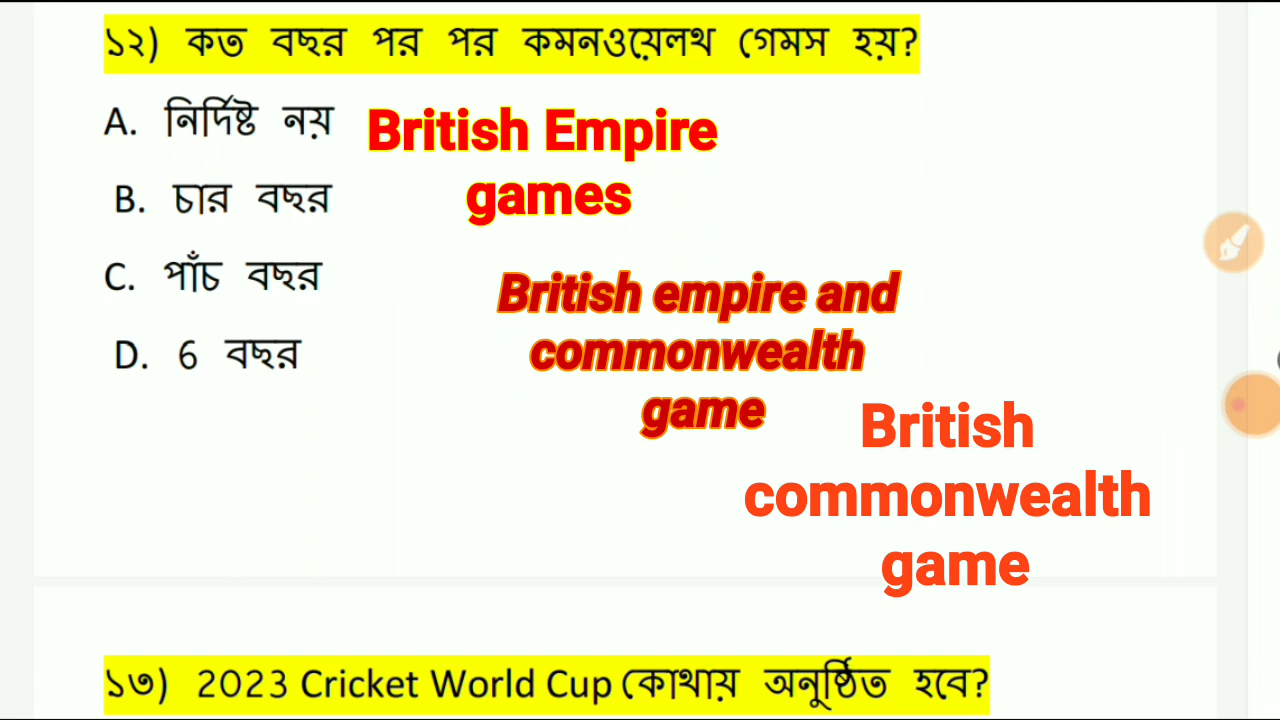 ১২) কত বছর পর পর কমনওয়েলথ গেমস হয়?
A. নির্দিষ্ট নয়
British Empire
games
B. চার বছর
C. পাঁচ বছর
D. 6 বছর
British empire and
commonwealth
game
British
commonwealth
game
১৩) 2023 Cricket World Cup কোথায় অনুষ্ঠিত হবে?